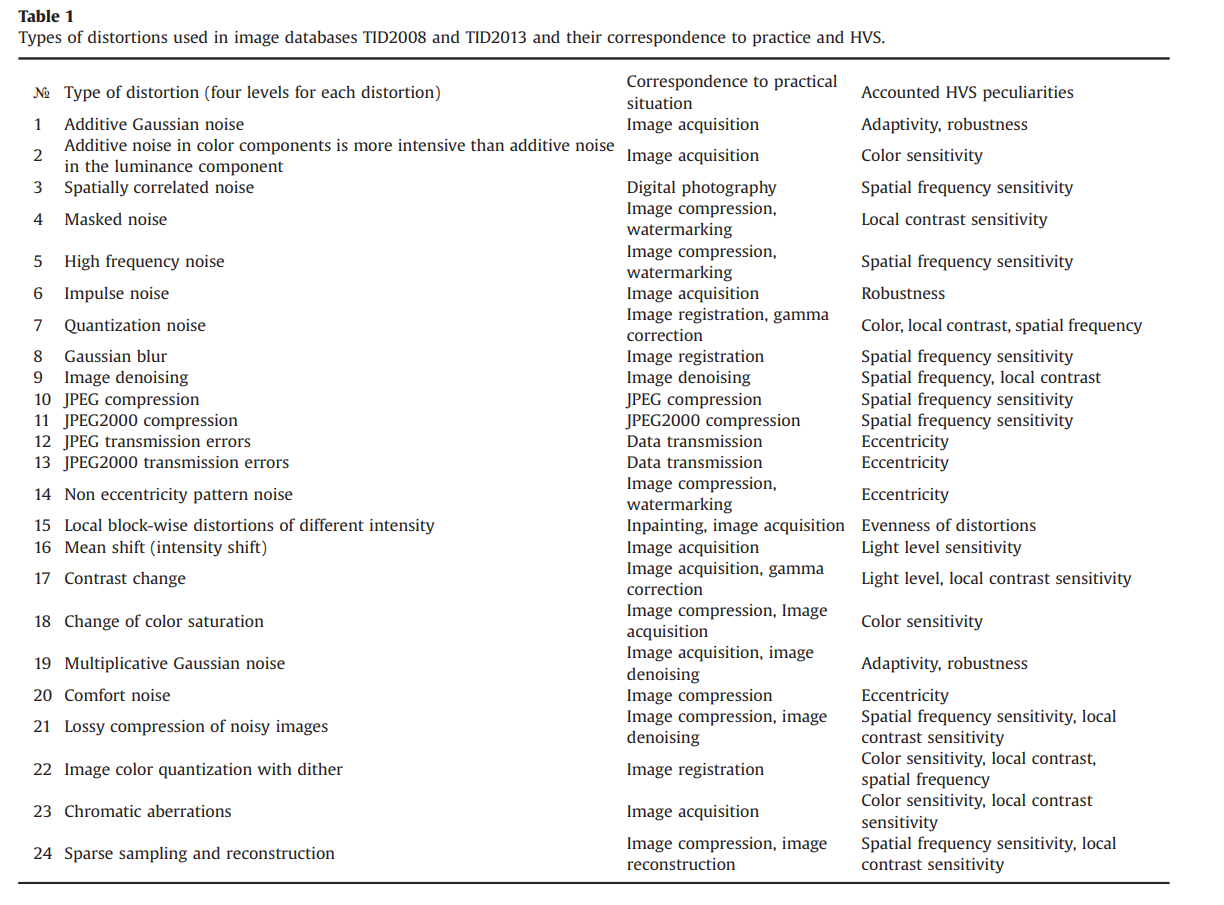 Table 1
Types of distortions used in image databases TID2008 and TID2013 and their correspondence to practice and HVS.
№ Type of distortion (four levels for each distortion) Correspondence to practical situation Accounted HVS peculiarities
1 Additive Gaussian noise Image acquisition Adaptivity, robustness
2 Additive noise in color components is more intensive than additive noise in the luminance component Image acquisition Color sensitivity
3 Spatially correlated noise Digital photography Spatial frequency sensitivity
4 Masked noise Image compression, watermarking Local contrast sensitivity
5 High frequency noise Image compression, watermarking Spatial frequency sensitivity
6 Impulse noise Image acquisition Robustness
7 Quantization noise Image registration, gamma correction Color, local contrast, spatial frequency
8 Gaussian blur Image registration Spatial frequency sensitivity
9 Image denoising Image denoising Spatial frequency, local contrast
10 JPEG compression JPEG compression Spatial frequency sensitivity
11 JPEG2000 compression JPEG2000 compression Spatial frequency sensitivity
12 JPEG transmission errors Data transmission Eccentricity
13 JPEG2000 transmission errors Data transmission Eccentricity
14 Non eccentricity pattern noise Image compression, watermarking Eccentricity
15 Local block-wise distortions of different intensity Inpainting, image acquisition Evenness of distortions
16 Mean shift (intensity shift) Image acquisition Light level sensitivity
17 Contrast change Image acquisition, gamma correction Light level, local contrast sensitivity
18 Change of color saturation Image compression, Image acquisition Color sensitivity
19 Multiplicative Gaussian noise Image acquisition, image denoising Adaptivity, robustness
20 Comfort noise Image compression Eccentricity
21 Lossy compression of noisy images Image compression, image denoising Spatial frequency sensitivity, local contrast sensitivity
22 Image color quantization with dither Image registration Color sensitivity, local contrast, spatial frequency
23 Chromatic aberrations Image acquisition Color sensitivity, local contrast sensitivity
24 Sparse sampling and reconstruction Image compression, image reconstruction Spatial frequency sensitivity, local contrast sensitivity